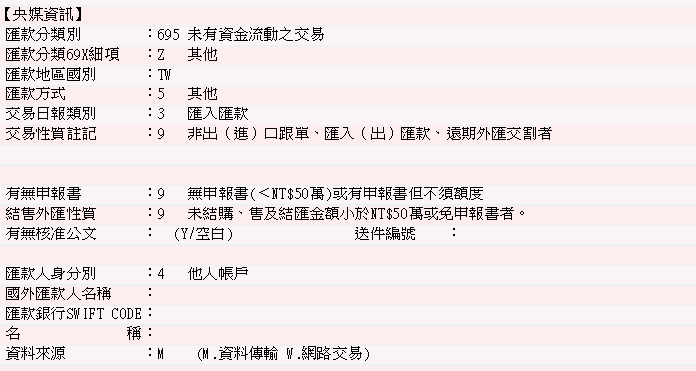 【央媒資訊】
匯款分類別　　：695 未有資金流動之交易
匯款分類69X細項　：Z　其他
匯款地區國別　：TW
匯款方式　　　：5　其他
交易日報類別　：3　匯入匯款
交易性質註記　：9　非出（進）口跟單、匯入（出）匯款、遠期外匯交割者
有無申報書　　：9　無申報書(＜NT$50萬)或有申報書但不須額度
結售外匯性質　：9　未結購、售及結匯金額小於NT$50萬或免申報書者。
有無核准公文　：　(Y/空白)　　　　　　送件編號　：
匯款人身分別　：4　他人帳戶
國外匯款人名稱　：
匯款銀行SWIFT CODE：
名　　　　　　稱：
資料來源　　　：M　　(M.資料傳輸 W.網路交易)